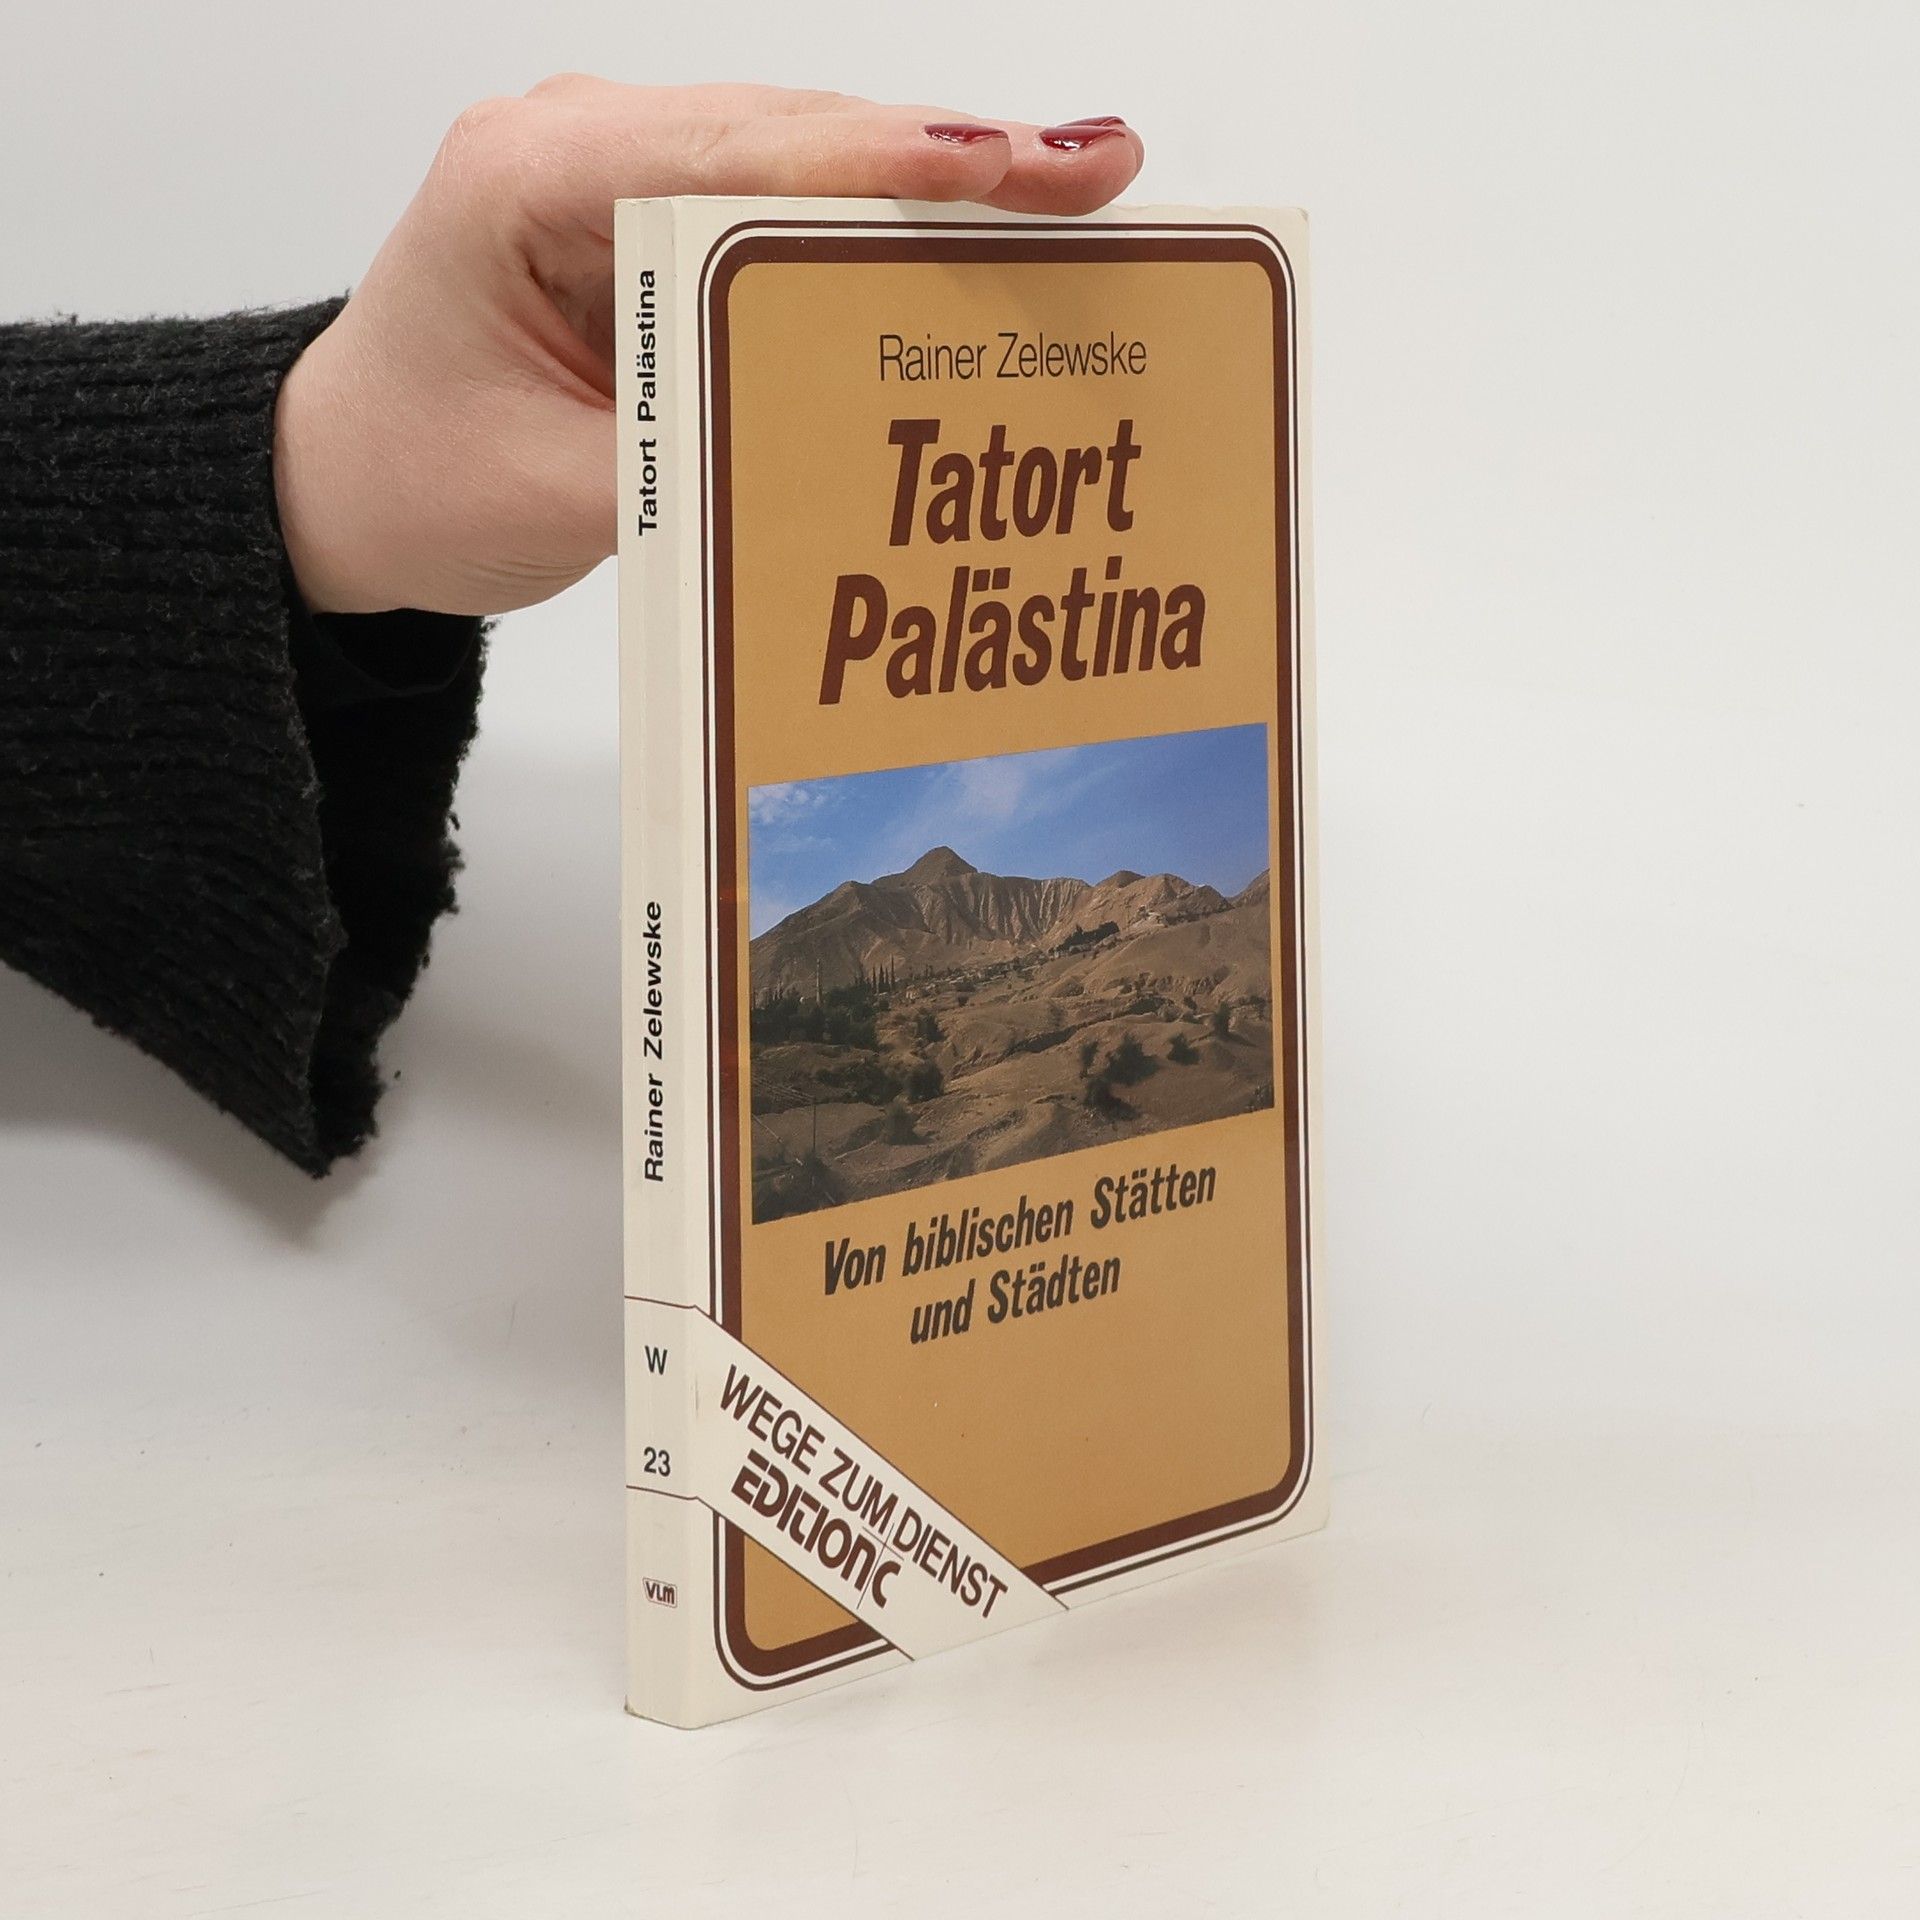 Tatort Palästina
Rainer Zelewske
W
23
VLM
Rainer Zelewske
Tatort
Palästina
Von biblischen Stätten
und Städten
WEGE ZUM DIENST
EDITION C